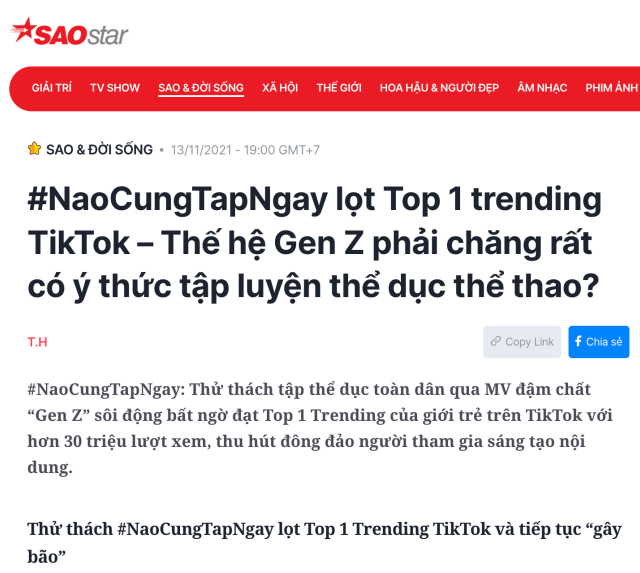 SAOstar
GIẢI TRÍ TV SHOW SAO & ĐỜI SỐNG XÃ HỘI THẾ GIỚI HOA HẬU & NGƯỜI ĐẸP ÂM NHẠC PHIM ẢNH
SAO & ĐỜI SỐNG • 13/11/2021 - 19:00 GMT+7
#NaoCungTapNgay lọt Top 1 trending
TikTok – Thế hệ Gen Z phải chăng rất
có ý thức tập luyện thể dục thể thao?
T.H
Copy Link
Chia sẻ
#NaoCungTapNgay: Thử thách tập thể dục toàn dân qua MV đậm chất
“Gen Z” sôi động bất ngờ đạt Top 1 Trending của giới trẻ trên TikTok với
hơn 30 triệu lượt xem, thu hút đông đảo người tham gia sáng tạo nội
dung.
Thử thách #NaoCungTapNgay lọt Top 1 Trending TikTok và tiếp tục “gây
bão”